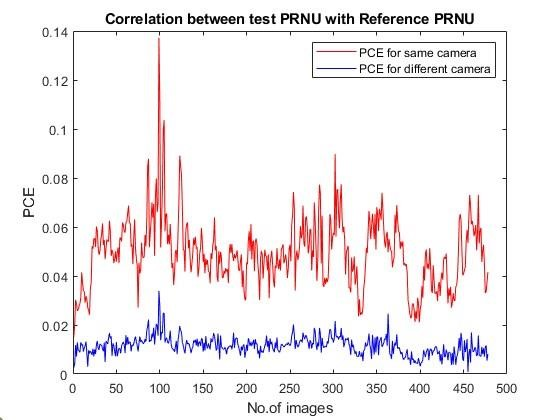 Correlation between test PRNU with Reference PRNU
PCE for same camera
PCE for different camera
PCE
0.14
0.12
0.1
0.08
0.06
0.04
0.02
0
0 50 100 150 200 250 300 350 400 450 500
No.of images